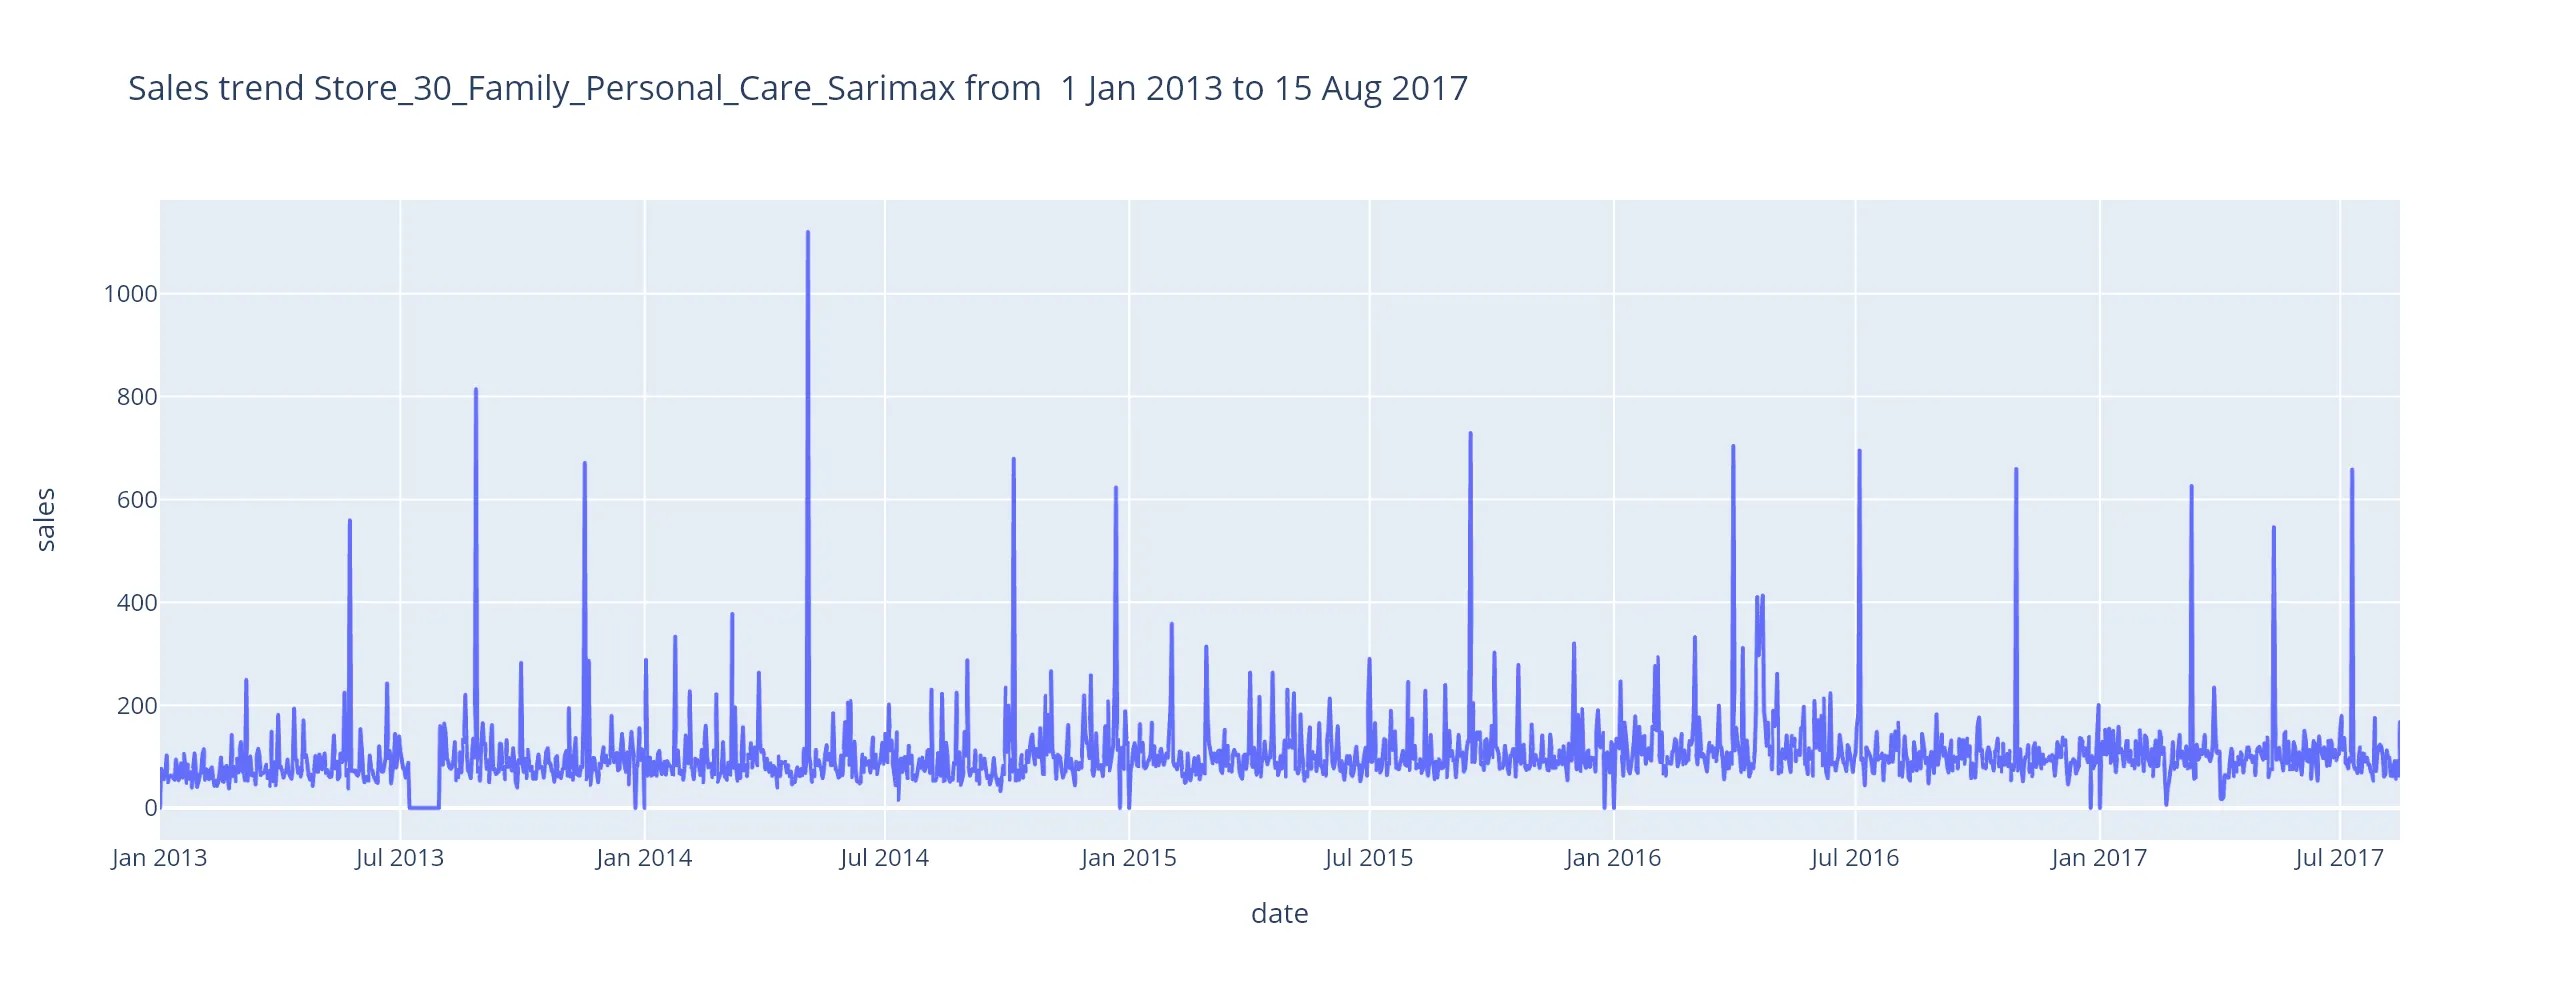 Sales trend Store_30_Family_Personal_Care_Sarimax from  1 Jan 2013 to 15 Aug 2017
1000
800
600
400
200
0
sales
Jan 2013 Jul 2013 Jan 2014 Jul 2014 Jan 2015 Jul 2015 Jan 2016 Jul 2016 Jan 2017 Jul 2017
date